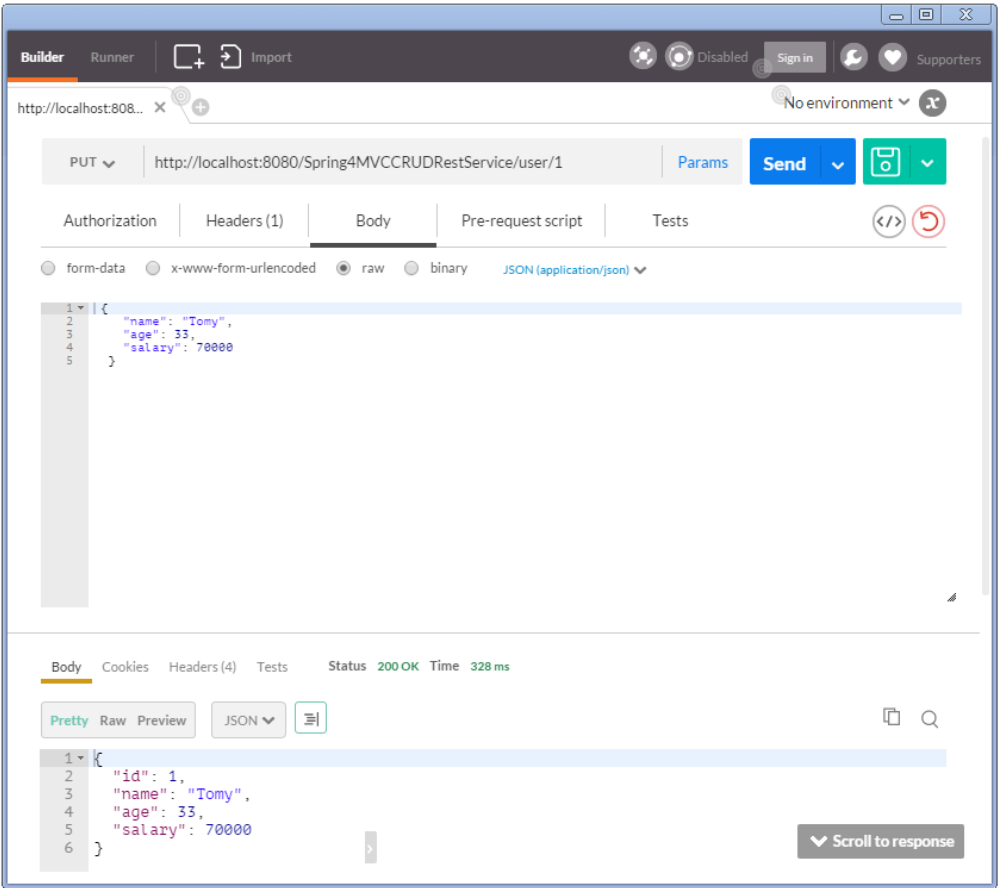 Builder Runner Import Disabled Sign in Supporters
http://localhost:808... No environment
PUT http://localhost:8080/Spring4MVCCRUDRestService/user/1 Params Send
Authorization Headers (1) Body Pre-request script Tests
form-data x-www-form-urlencoded raw binary JSON (application/json)
1 {
2 "name": "Tomy",
3 "age": 33,
4 "salary": 70000
5 }
Body Cookies Headers (4) Tests Status 200 OK Time 328 ms
Pretty Raw Preview JSON
1 {
2 "id": 1,
3 "name": "Tomy",
4 "age": 33,
5 "salary": 70000
6 }
Scroll to response